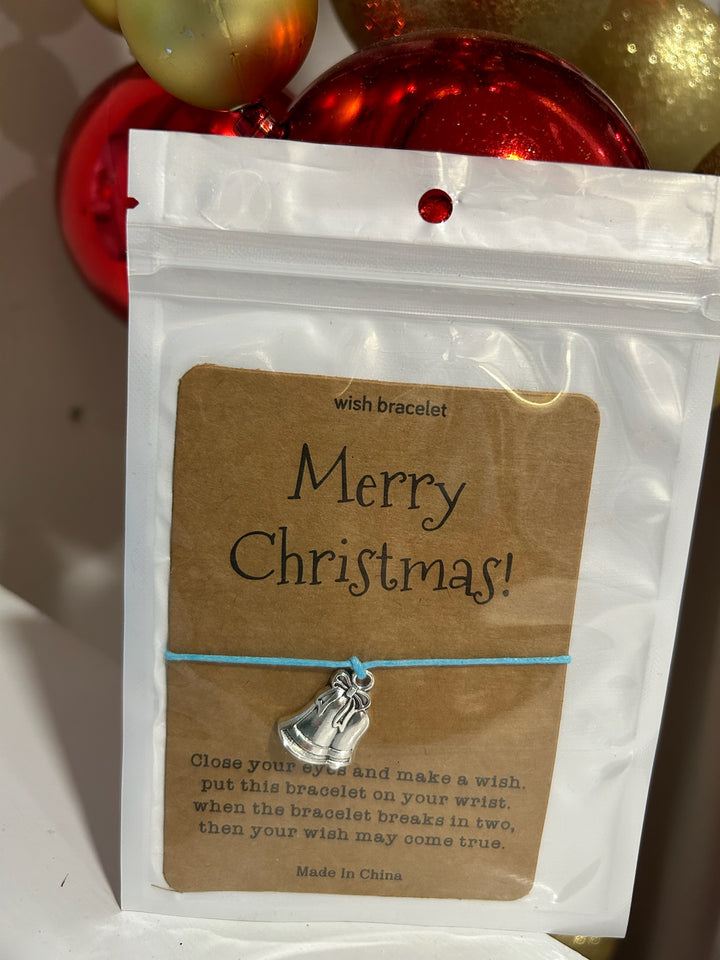 wish bracelet
Merry
Christmas!
Close your eyes and make a wish.
put this bracelet on your wrist.
when the bracelet breaks in two,
then your wish may come true.
Made In China